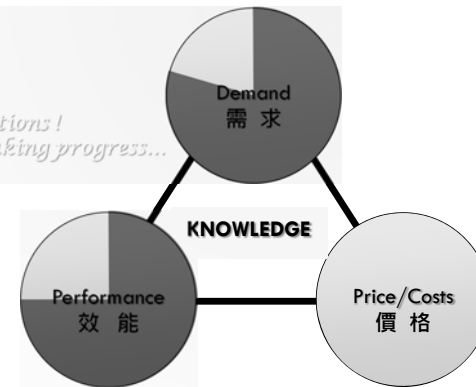 Demand
需 求
tions !
king progress...
KNOWLEDGE
Performance
效 能
Price/Costs
價 格